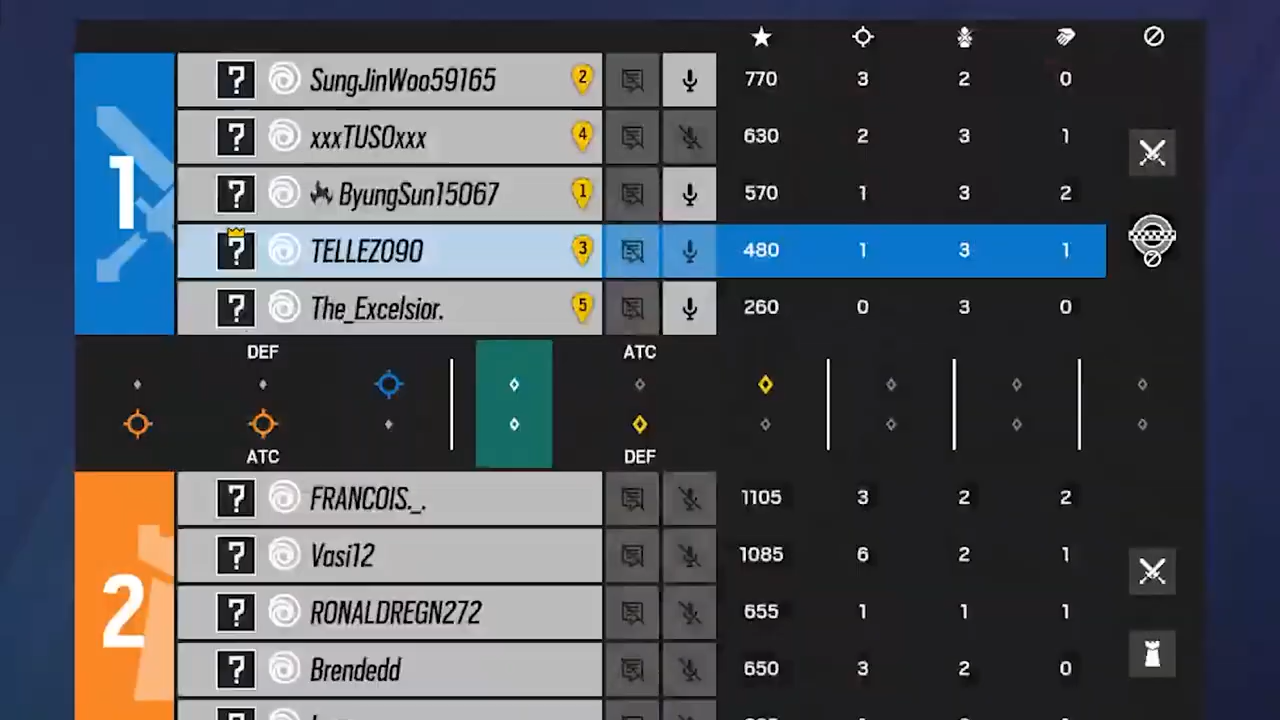 1
? SungJinWoo59165 2 770 3 2 0
? xxxTUSOxxx 4 630 2 3 1
? ByungSun15067 1 570 1 3 2
? TELLEZ090 3 480 1 3 1
? The_Excelsior. 5 260 0 3 0
DEF ATC
ATC DEF
2
? FRANCOIS._. 1105 3 2 2
? Vasi12 1085 6 2 1
? RONALDREGN272 655 1 1 1
? Brendedd 650 3 2 0